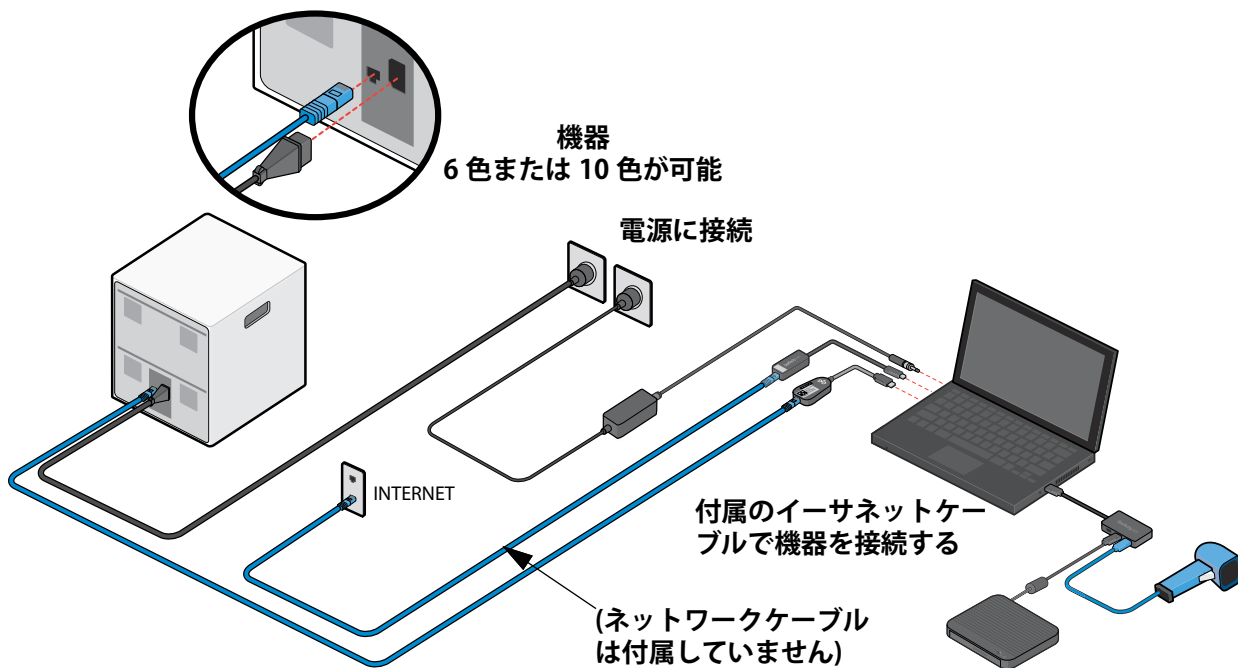 機器
6 色または 10 色が可能
電源に接続
INTERNET
付属のイーサネットケー
ブルで機器を接続する
(ネットワークケーブル
は付属していません)